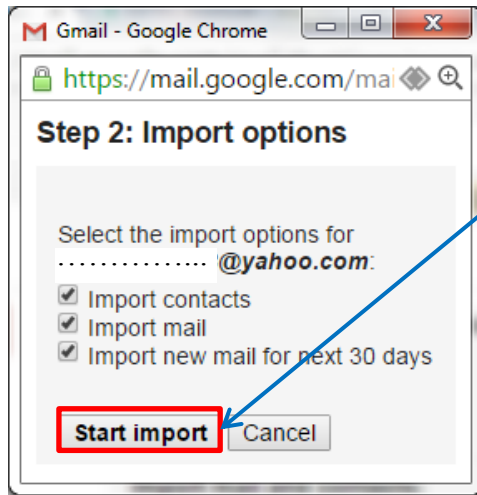 Gmail - Google Chrome
https://mail.google.com/mai
Step 2: Import options
Select the import options for
............... @yahoo.com:
Import contacts
Import mail
Import new mail for next 30 days
Start import Cancel